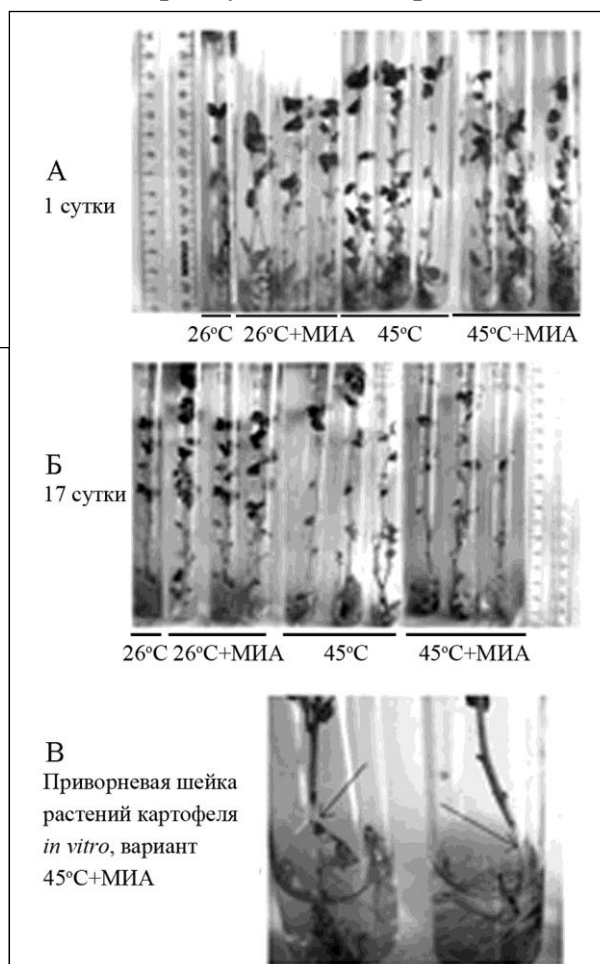 А
1 сутки
26°С 26°С+МИА 45°С 45°С+МИА
Б
17 сутки
26°С 26°С+МИА 45°С 45°С+МИА
В
Приворневая шейка
растений картофеля
in vitro, вариант
45°С+МИА